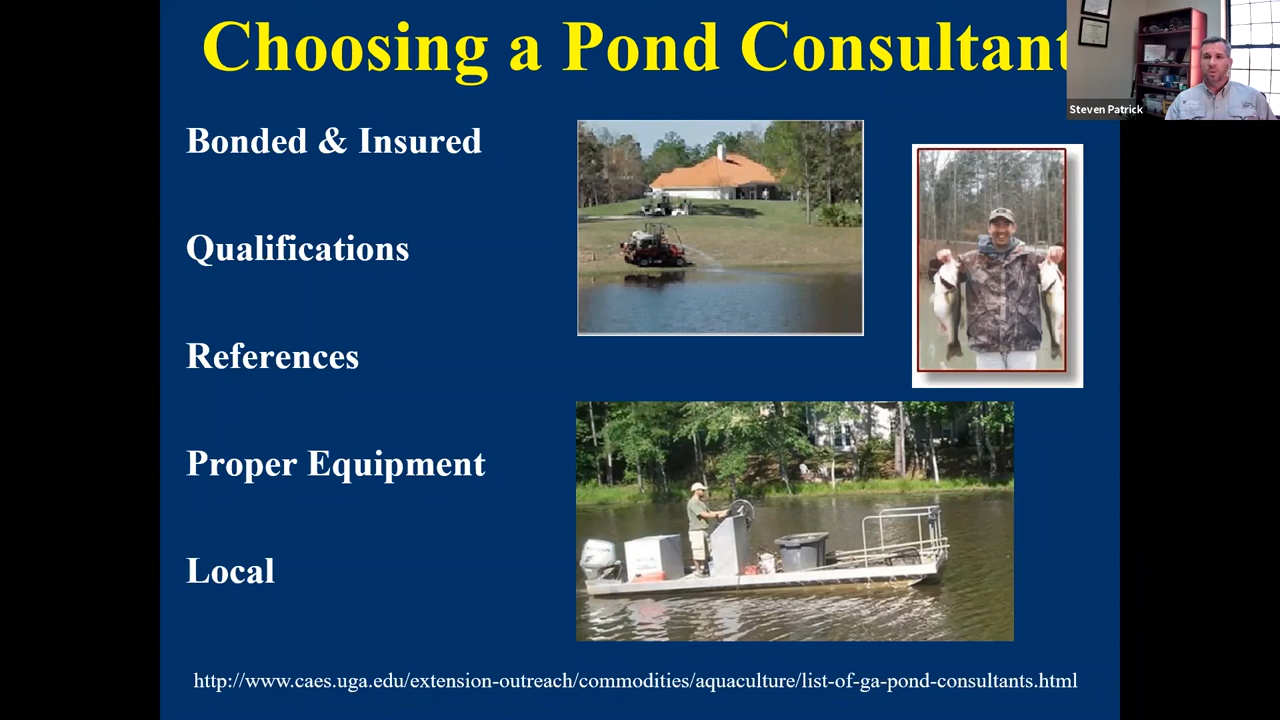 Choosing a Pond Consultant
Steven Patrick
Bonded & Insured
Qualifications
References
Proper Equipment
Local
http://www.caes.uga.edu/extension-outreach/commodities/aquaculture/list-of-ga-pond-consultants.html